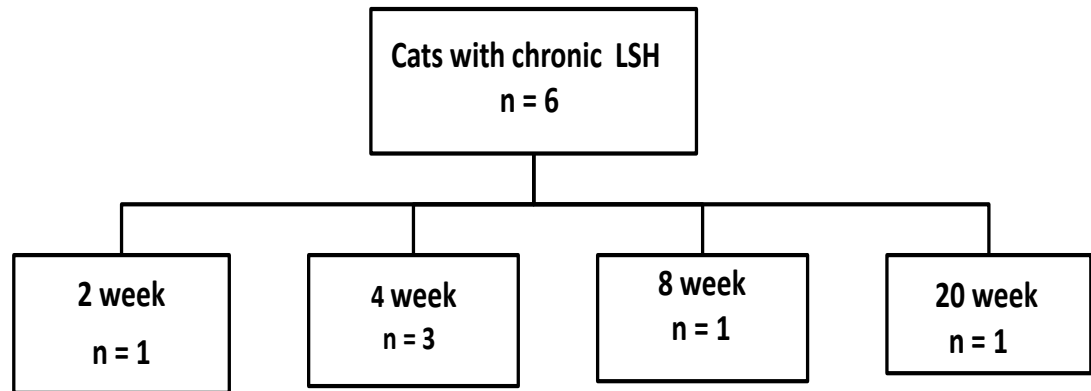 Cats with chronic LSH
n = 6
2 week
n = 1
4 week
n = 3
8 week
n = 1
20 week
n = 1